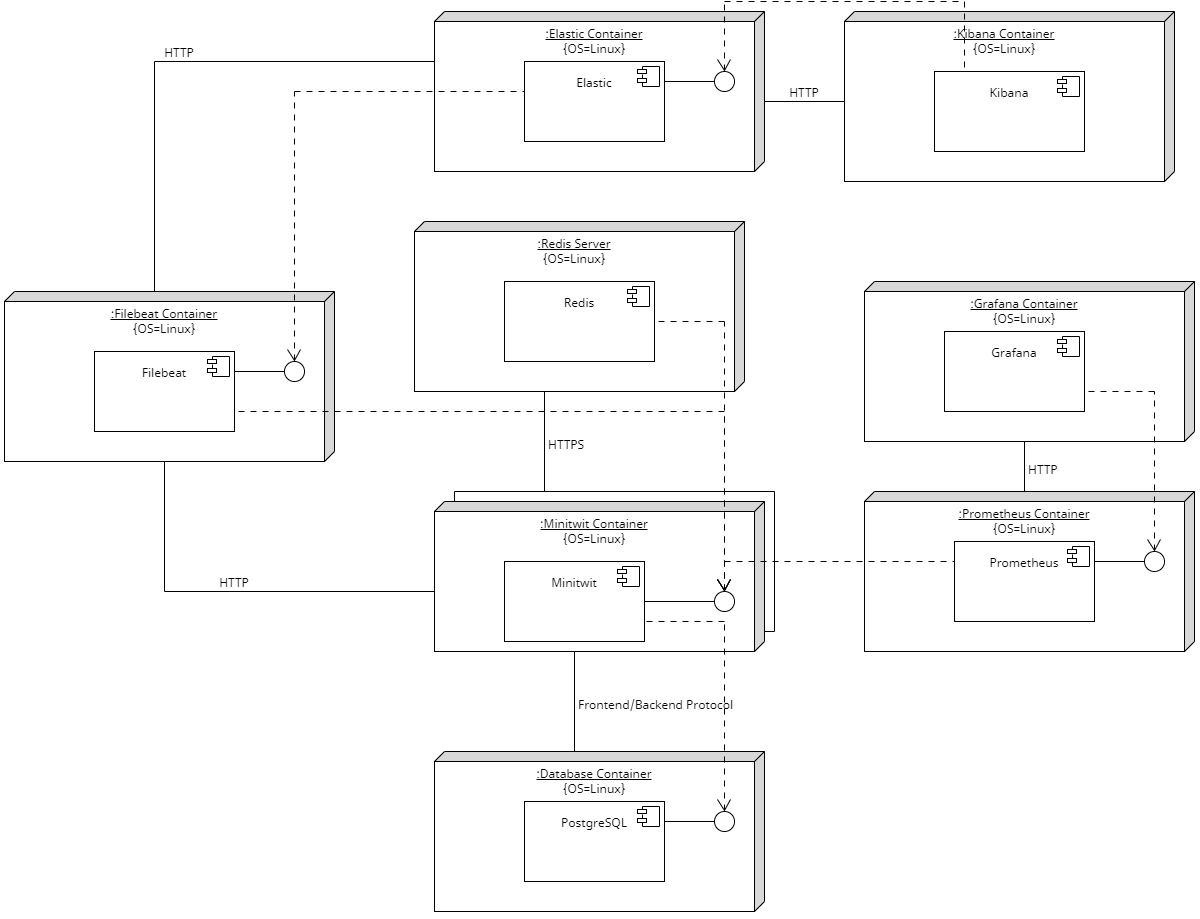 :Elastic Container
{OS=Linux}
Elastic
:Kibana Container
{OS=Linux}
Kibana
HTTP
HTTP
:Redis Server
{OS=Linux}
Redis
:Filebeat Container
{OS=Linux}
Filebeat
:Grafana Container
{OS=Linux}
Grafana
HTTPS
HTTP
:Minitwit Container
{OS=Linux}
Minitwit
:Prometheus Container
{OS=Linux}
Prometheus
HTTP
Frontend/Backend Protocol
:Database Container
{OS=Linux}
PostgreSQL